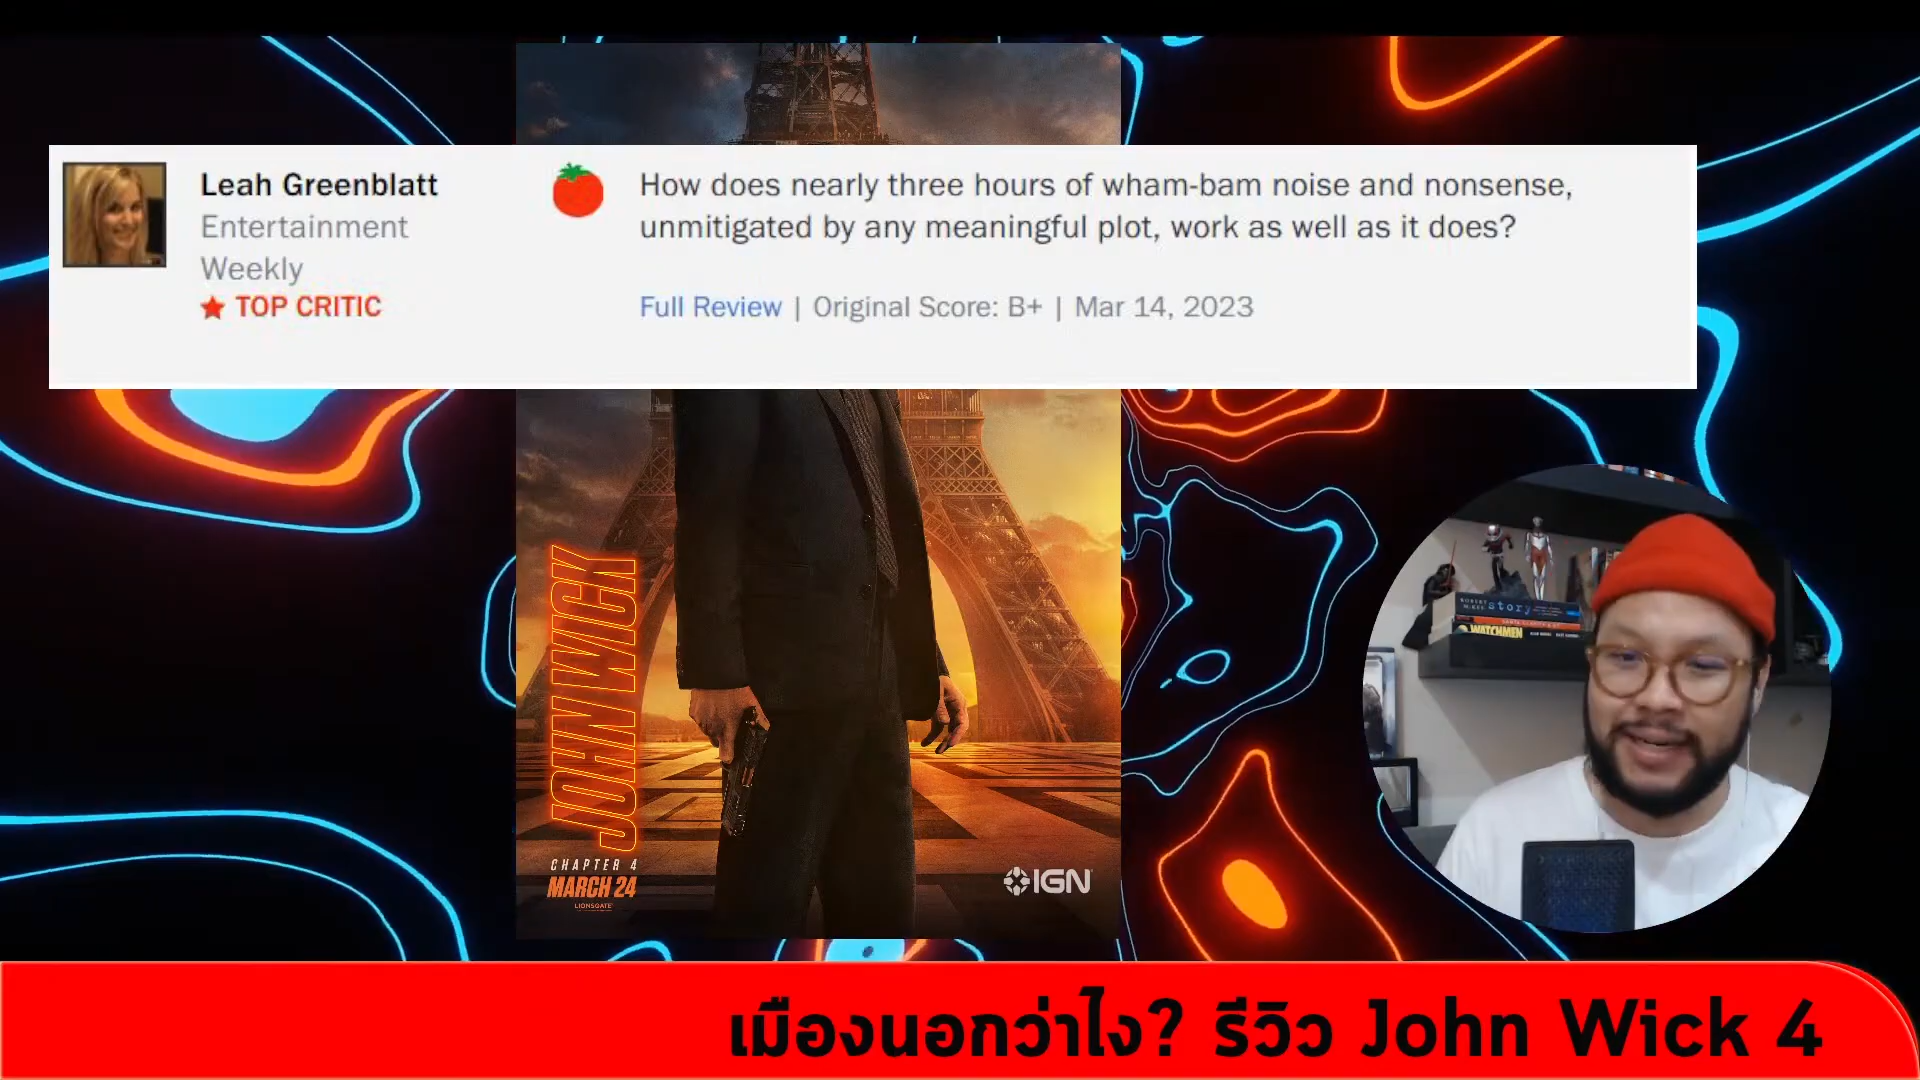 Leah Greenblatt
Entertainment
Weekly
TOP CRITIC
How does nearly three hours of wham-bam noise and nonsense,
unmitigated by any meaningful plot, work as well as it does?
Full Review | Original Score: B+ | Mar 14, 2023
JOHN WICK
CHAPTER 4
MARCH 24
LIONSGATE
IGN
ROBERT
MCKEE
story
WATCHMEN
เมืองนอกว่าไง? รีวิว John Wick 4